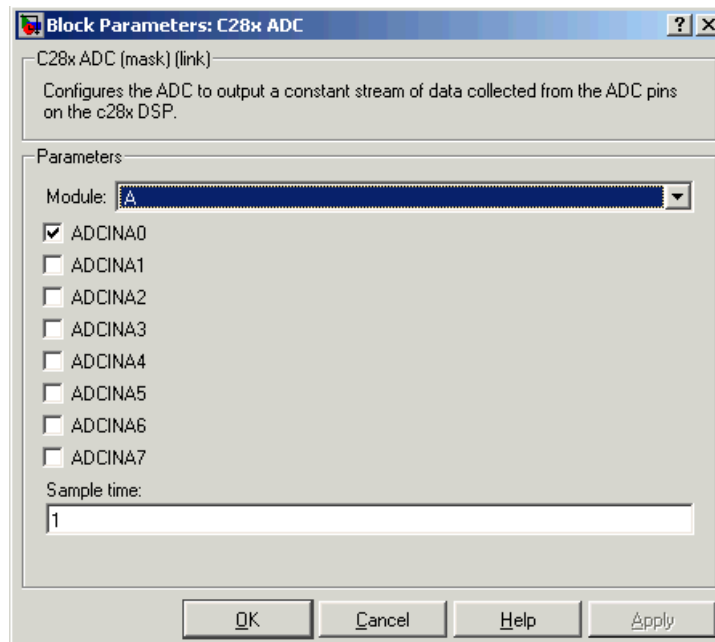 Block Parameters: C28x ADC
C28x ADC (mask) (link)
Configures the ADC to output a constant stream of data collected from the ADC pins
on the c28x DSP.
Parameters
Module: A
ADCINA0
ADCINA1
ADCINA2
ADCINA3
ADCINA4
ADCINA5
ADCINA6
ADCINA7
Sample time:
1
OK Cancel Help Apply